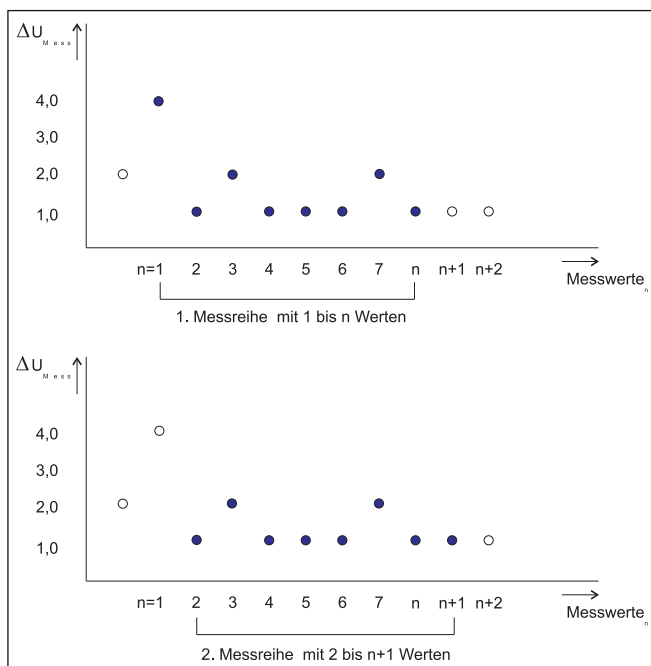 ΔU Mess
4,0
3,0
2,0
1,0
n=1 2 3 4 5 6 7 n n+1 n+2
Messwerte n
1. Messreihe mit 1 bis n Werten
ΔU Mess
4,0
3,0
2,0
1,0
n=1 2 3 4 5 6 7 n n+1 n+2
Messwerte n
2. Messreihe mit 2 bis n+1 Werten